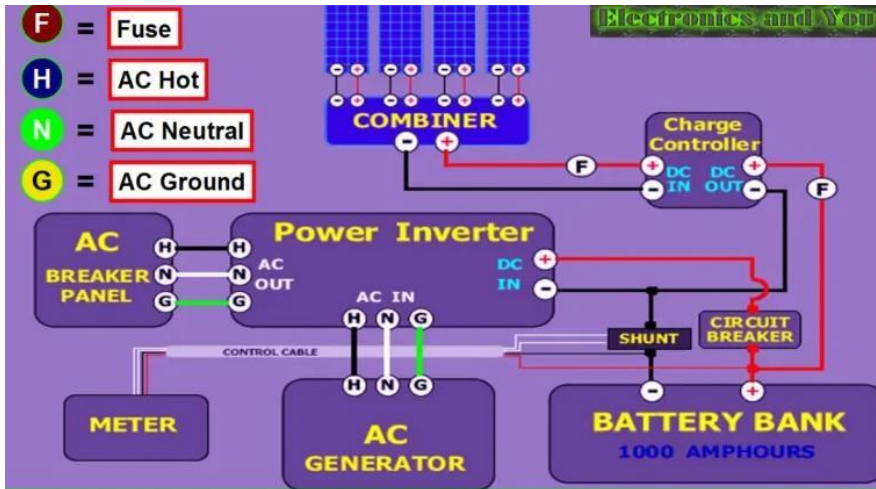 Electronics and You
F = Fuse
H = AC Hot
N = AC Neutral
G = AC Ground
- + - + - + - +
- + - + - + - +
COMBINER
- +
Charge
Controller
+ DC DC +
- IN OUT -
F
F
AC
BREAKER
PANEL
H
N
G
Power Inverter
H AC
N OUT
G
DC +
IN -
AC IN
H N G
CONTROL CABLE
SHUNT
CIRCUIT
BREAKER
METER
H N G
AC
GENERATOR
- +
BATTERY BANK
1000 AMPHOURS